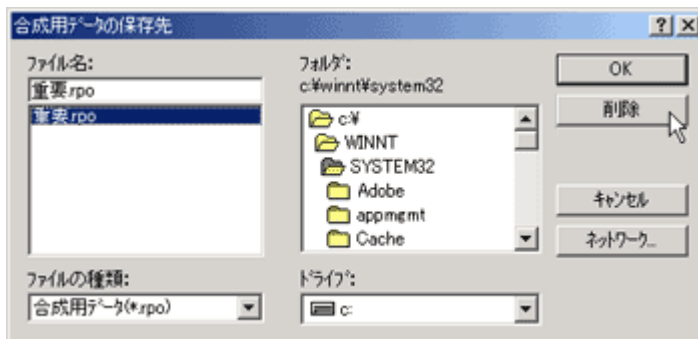 合成用ﾃﾞｰﾀの保存先
ﾌｧｲﾙ名:
重要.rpo
重要.rpo
ﾌｧｲﾙの種類:
合成用ﾃﾞｰﾀ(*.rpo)
ﾌｫﾙﾀﾞ:
c:¥winnt¥system32
c:¥
WINNT
SYSTEM32
Adobe
appmgmt
Cache
ﾄﾞﾗｲﾌﾞ:
c:
OK
削除
ｷｬﾝｾﾙ
ﾈｯﾄﾜｰｸ...